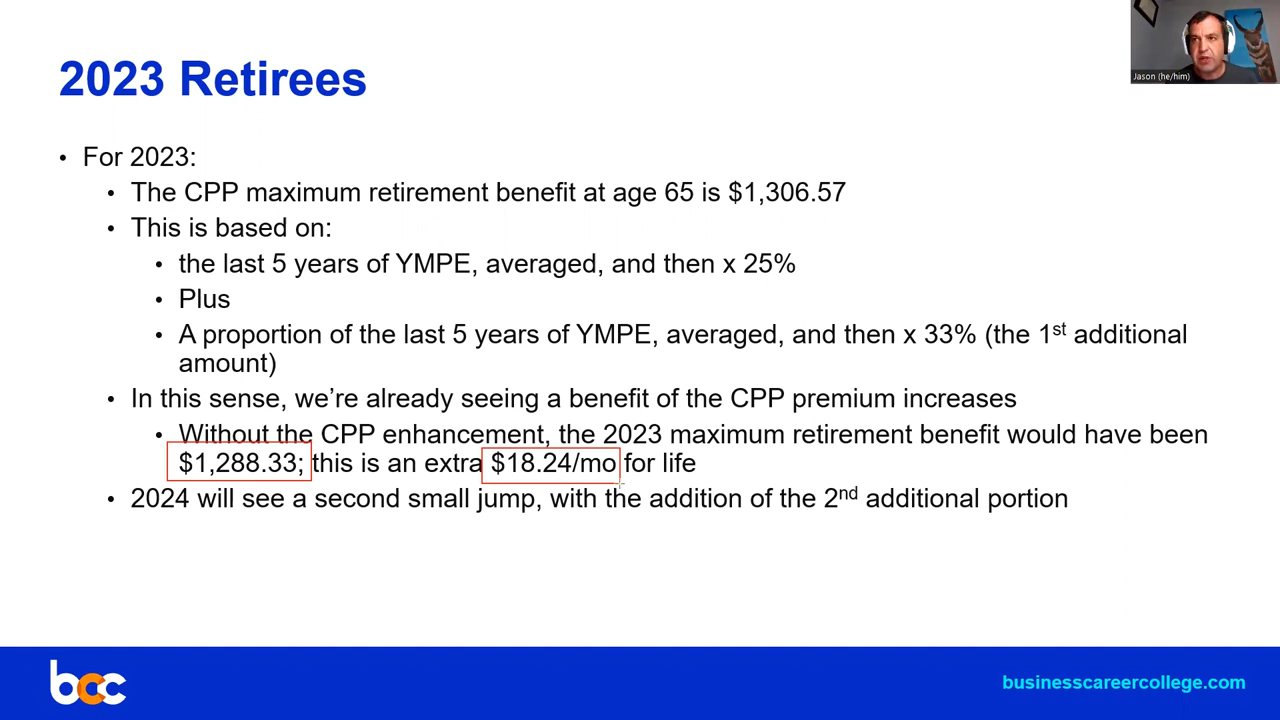 Jason (he/him)
2023 Retirees
• For 2023:
• The CPP maximum retirement benefit at age 65 is $1,306.57
• This is based on:
• the last 5 years of YMPE, averaged, and then x 25%
• Plus
• A proportion of the last 5 years of YMPE, averaged, and then x 33% (the 1st additional
amount)
• In this sense, we’re already seeing a benefit of the CPP premium increases
• Without the CPP enhancement, the 2023 maximum retirement benefit would have been
$1,288.33; this is an extra $18.24/mo for life
• 2024 will see a second small jump, with the addition of the 2nd additional portion
bcc
businesscareercollege.com